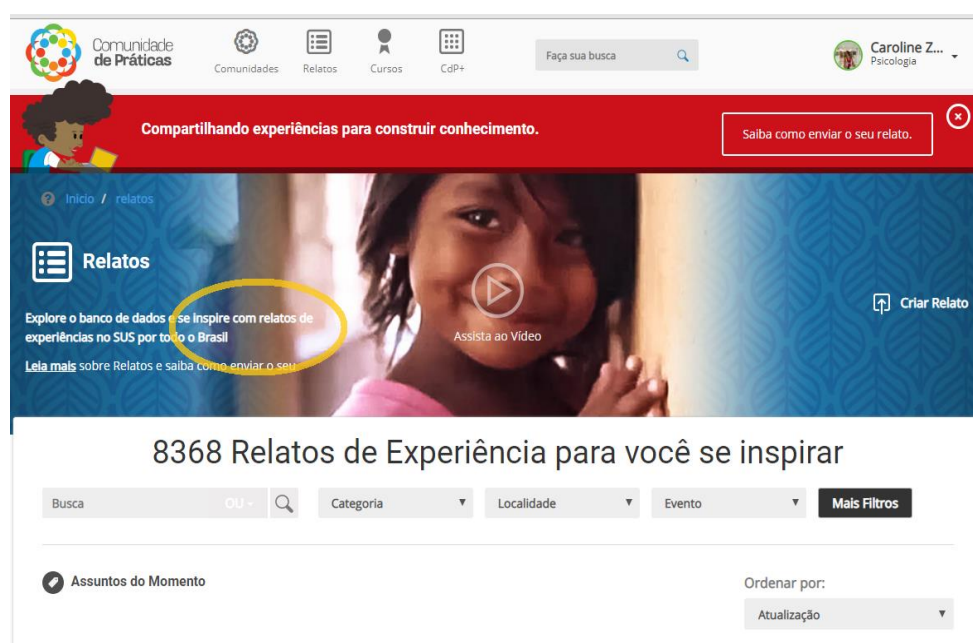 Comunidade
de Práticas
Comunidades
Relatos
Cursos
CdP+
Faça sua busca
Caroline Z...
Psicologia
Compartilhando experiências para construir conhecimento.
Saiba como enviar o seu relato.
Início / relatos
Relatos
Explore o banco de dados e se inspire com relatos de
experiências no SUS por todo o Brasil
Leia mais sobre Relatos e saiba como enviar o seu
Assista ao Vídeo
Criar Relato
8368 Relatos de Experiência para você se inspirar
Busca
OU
Categoria
Localidade
Evento
Mais Filtros
Assuntos do Momento
Ordenar por:
Atualização